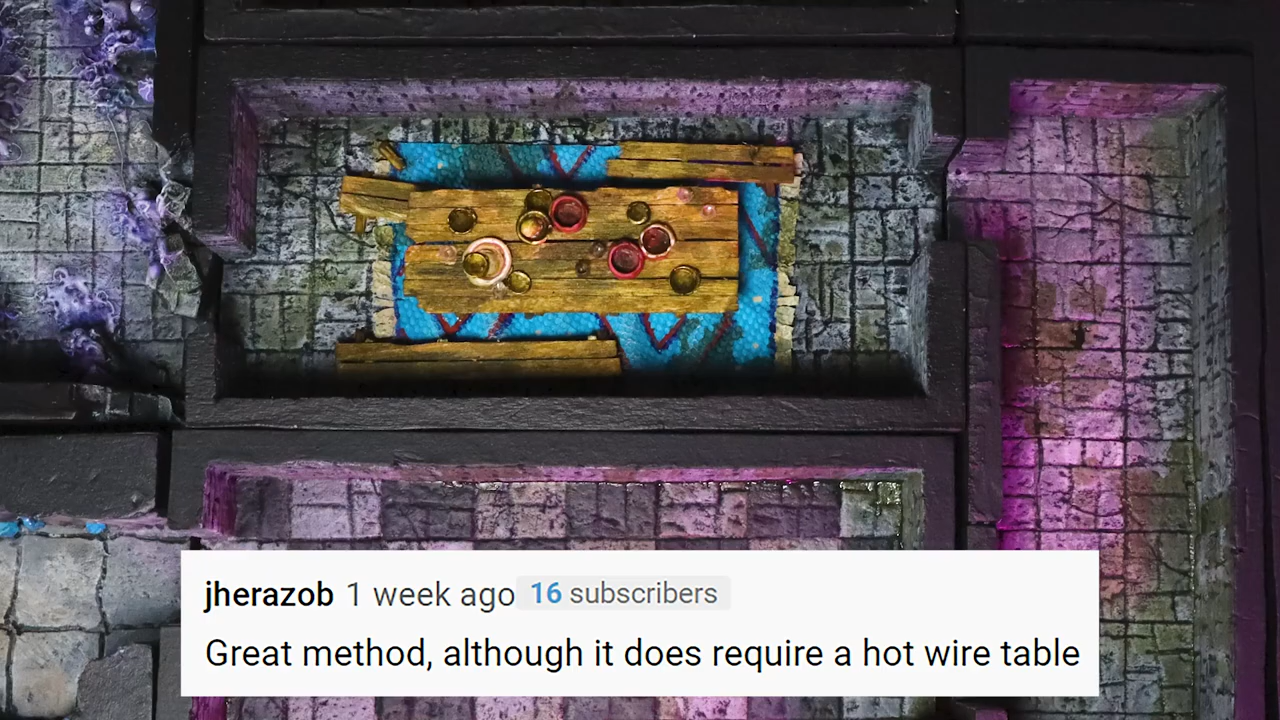 jherazob 1 week ago 16 subscribers
Great method, although it does require a hot wire table